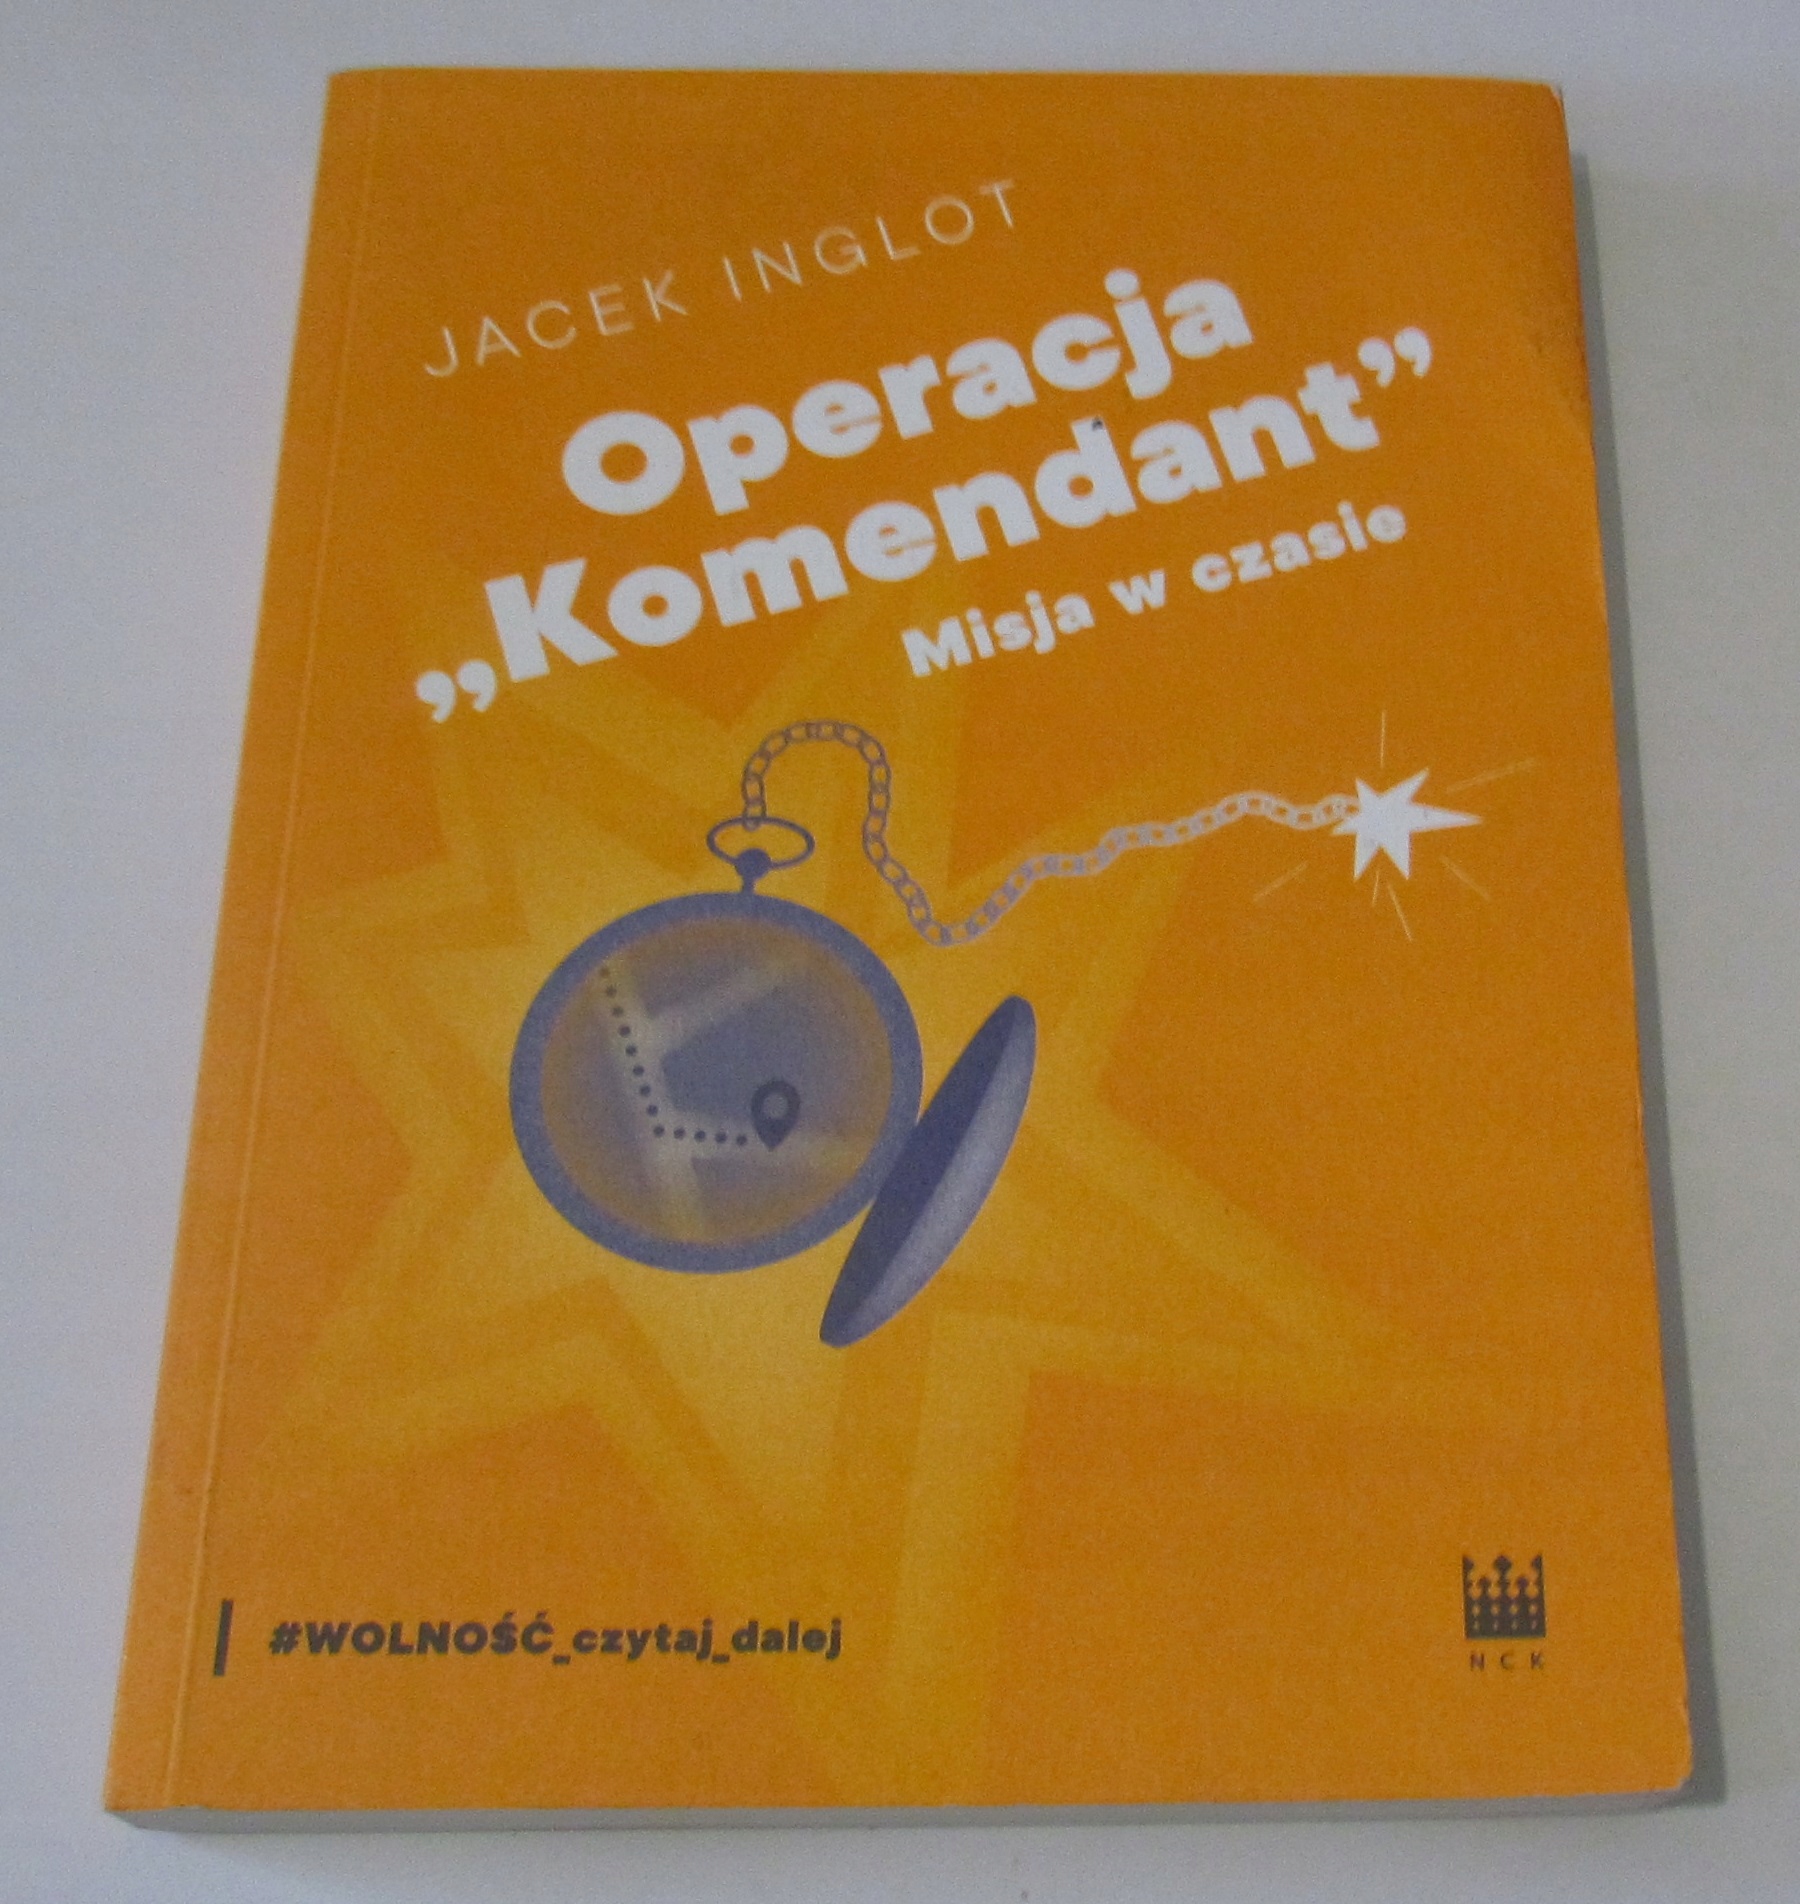 JACEK INGLOT
Operacja
„Komendant”
Misja w czasie
#WOLNOŚĆ_czytaj_dalej
NCK